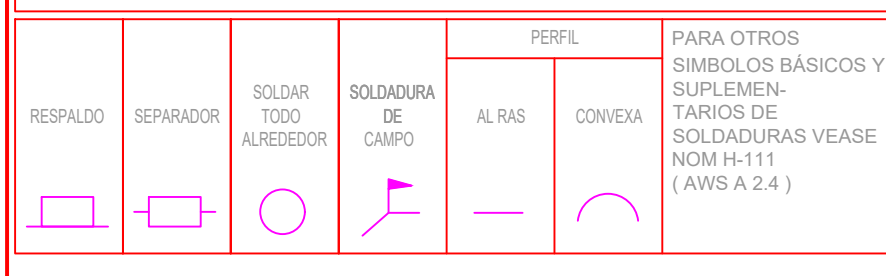 RESPALDO
SEPARADOR
SOLDAR
TODO
ALREDEDOR
SOLDADURA
DE
CAMPO
PERFIL
AL RAS
CONVEXA
PARA OTROS
SIMBOLOS BÁSICOS Y
SUPLEMEN-
TARIOS DE
SOLDADURAS VEASE
NOM H-111
( AWS A 2.4 )